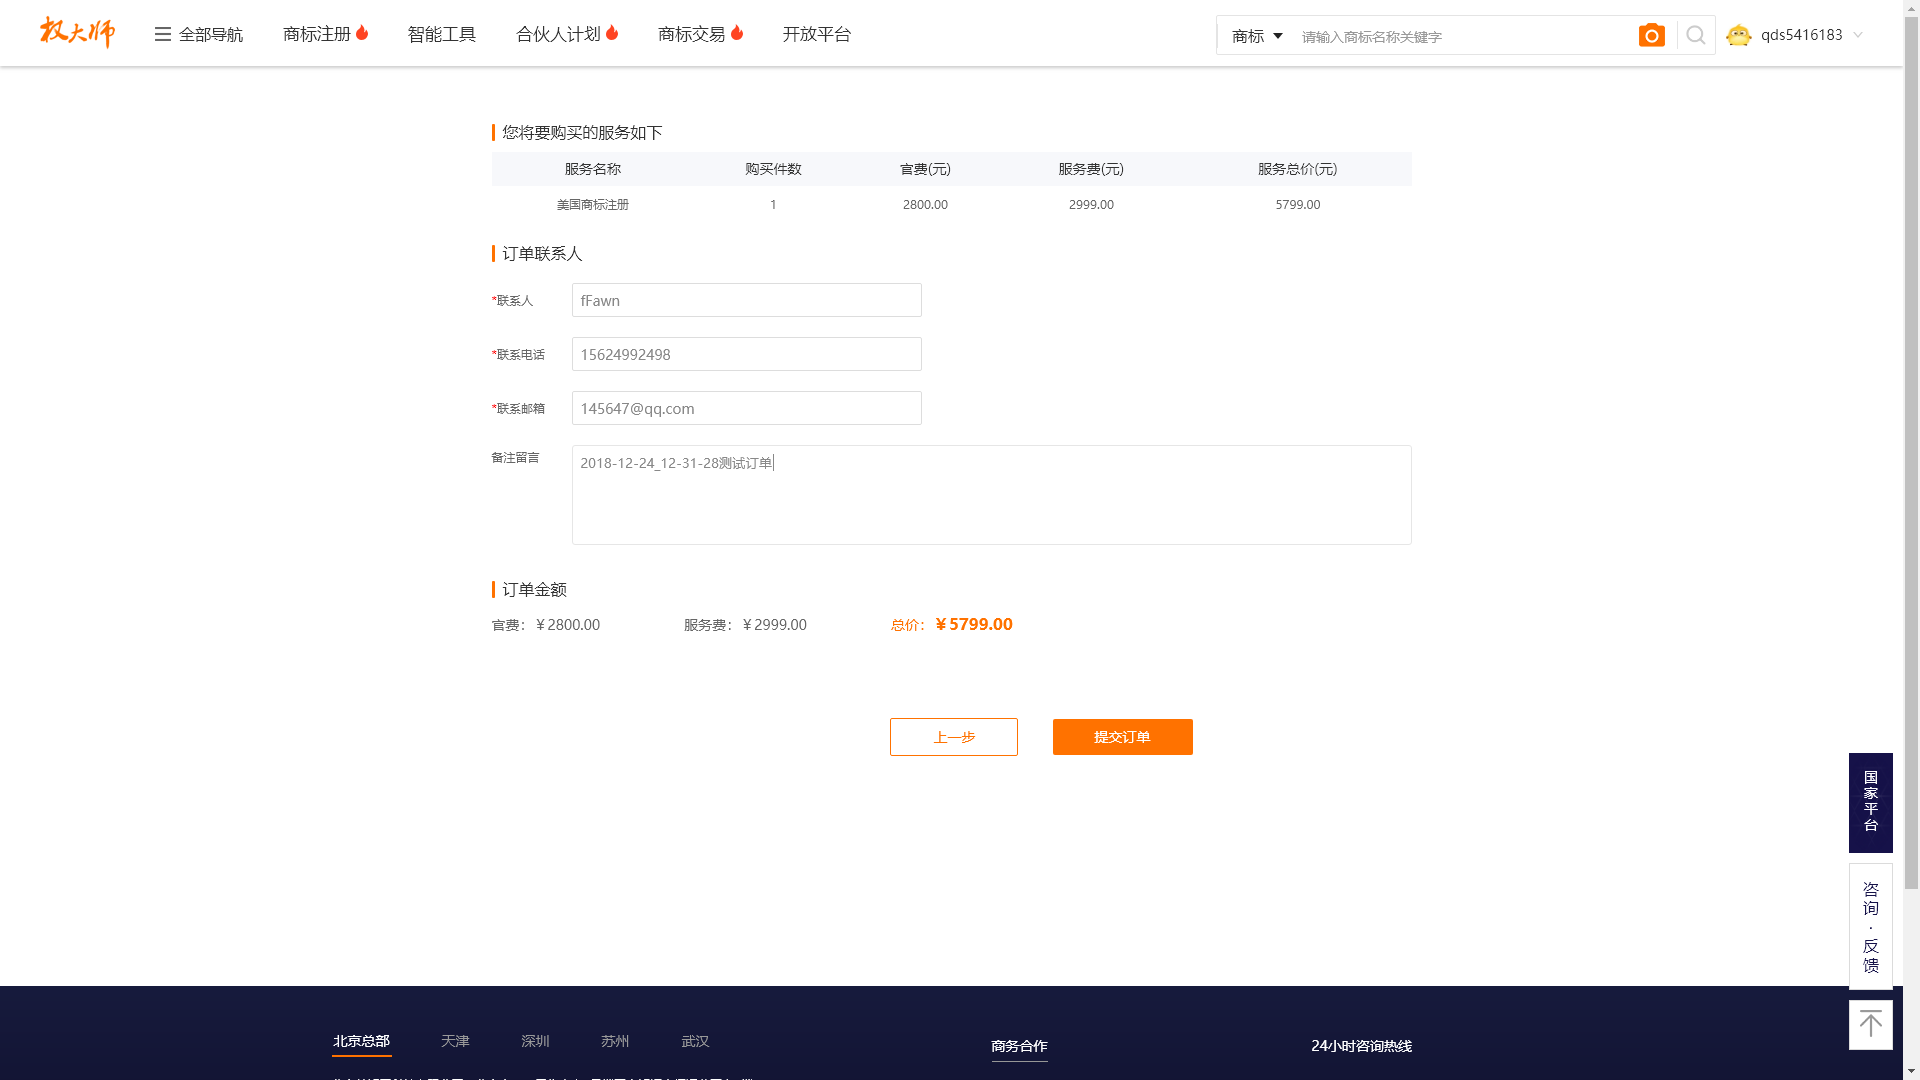 权大师
全部导航
商标注册
智能工具
合伙人计划
商标交易
开放平台
商标
请输入商标名称关键字
qds5416183
您将要购买的服务如下
服务名称 购买件数 官费(元) 服务费(元) 服务总价(元)
美国商标注册 1 2800.00 2999.00 5799.00
订单联系人
*联系人 fFawn
*联系电话 15624992498
*联系邮箱 145647@qq.com
备注留言 2018-12-24_12-31-28测试订单
订单金额
官费：￥2800.00 服务费：￥2999.00 总价：￥5799.00
上一步 提交订单
国家平台
咨询·反馈
北京总部 天津 深圳 苏州 武汉
商务合作
24小时咨询热线